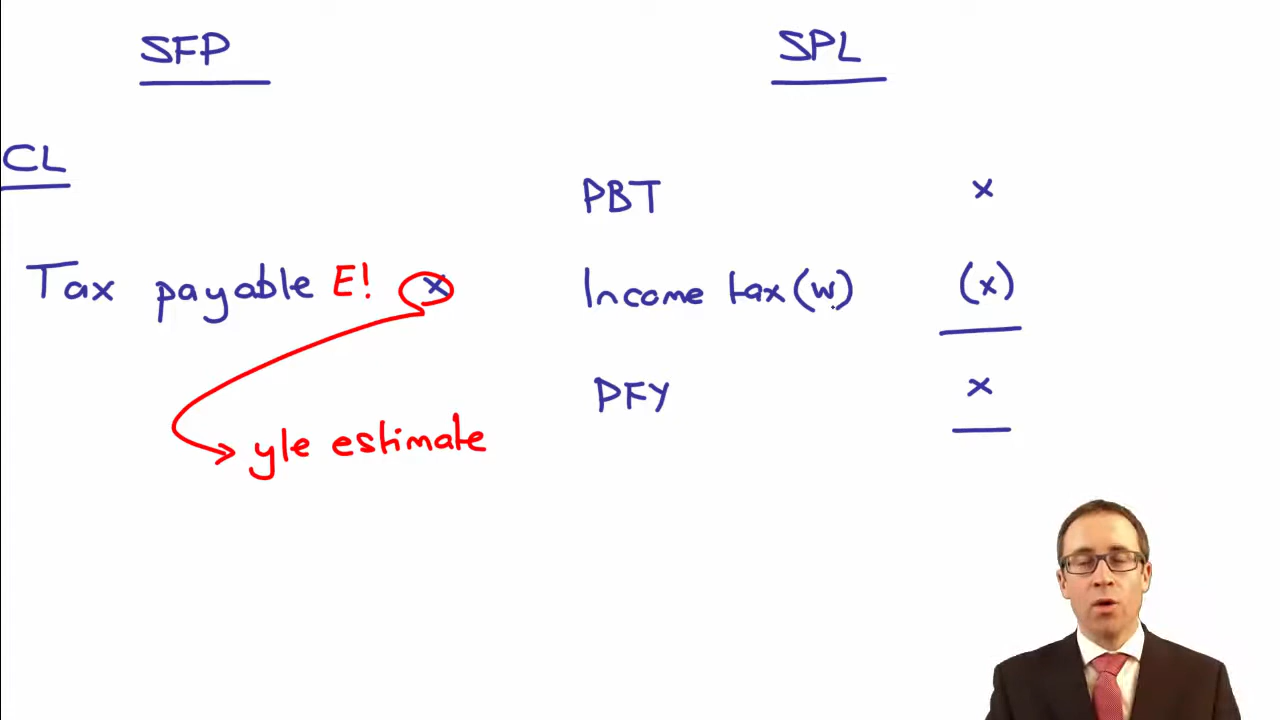 SFP
SPL
CL
PBT x
Tax payable E! x
Income tax (w) (x)
PFY x
y/e estimate